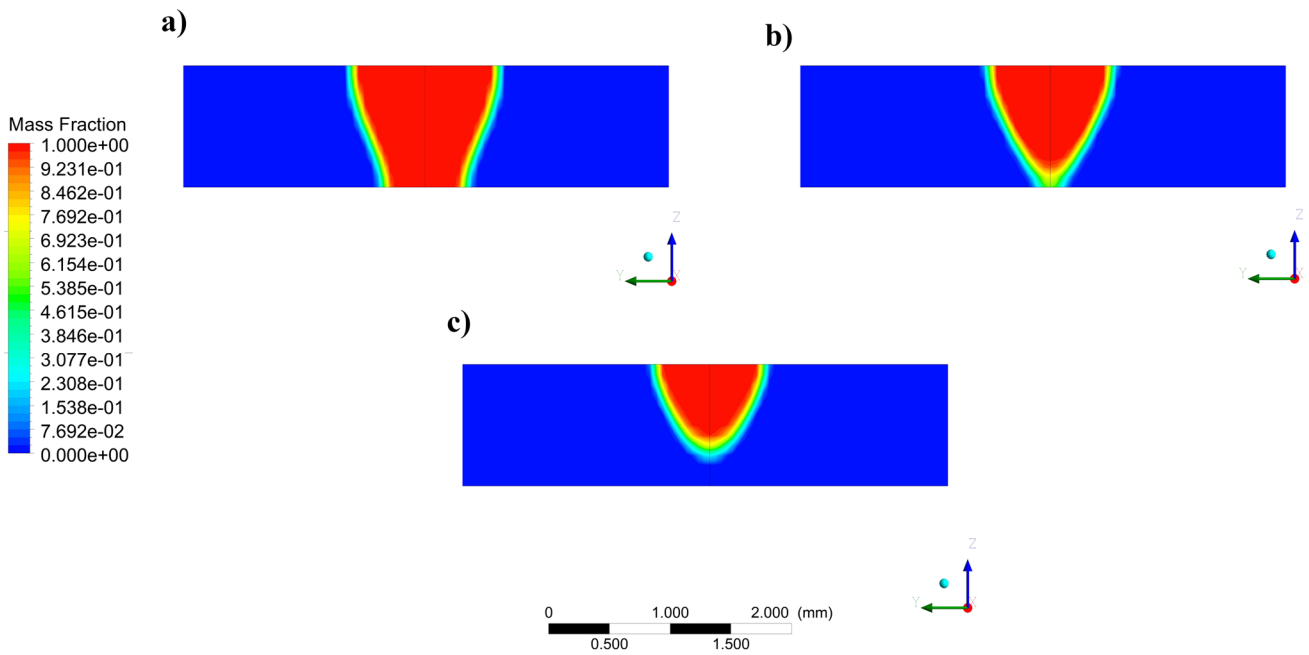 a)
b)
Mass Fraction
1.000e+00
9.231e-01
8.462e-01
7.692e-01
6.923e-01
6.154e-01
5.385e-01
4.615e-01
3.846e-01
3.077e-01
2.308e-01
1.538e-01
7.692e-02
0.000e+00
Z
Y
X
Z
Y
X
c)
Z
Y
X
0 1.000 2.000 (mm)
0.500 1.500